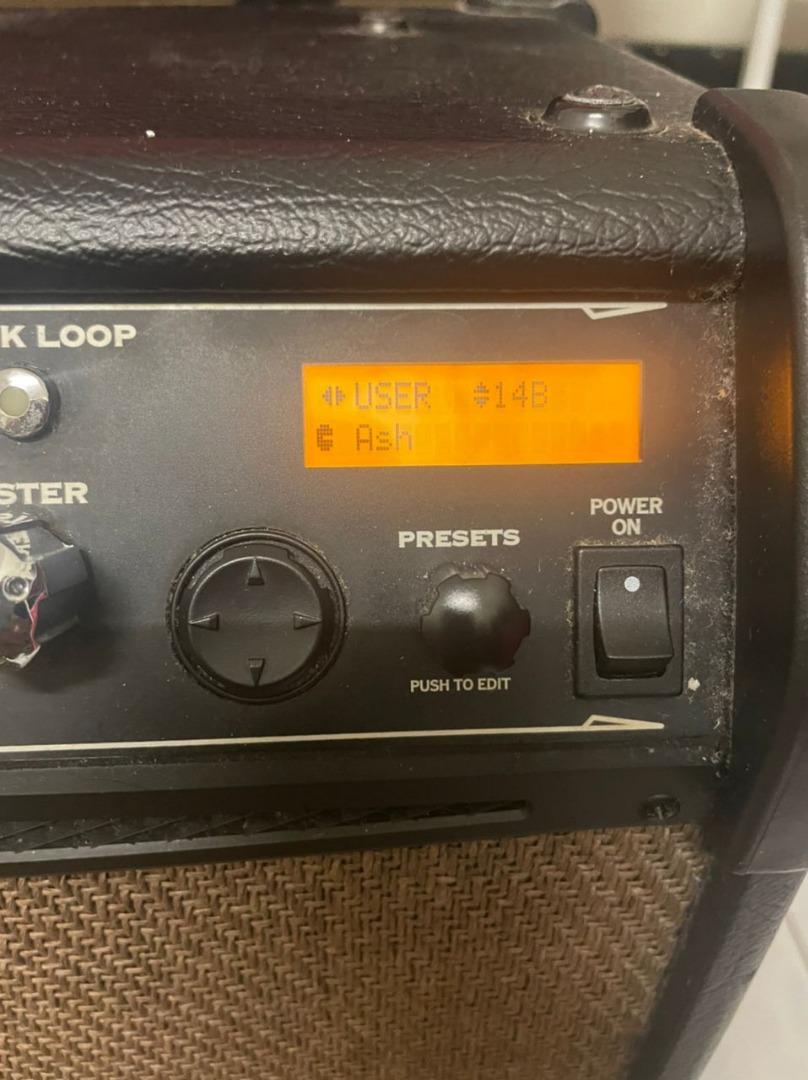 K LOOP
USER 14B
Ash
STER
PRESETS
POWER
ON
PUSH TO EDIT